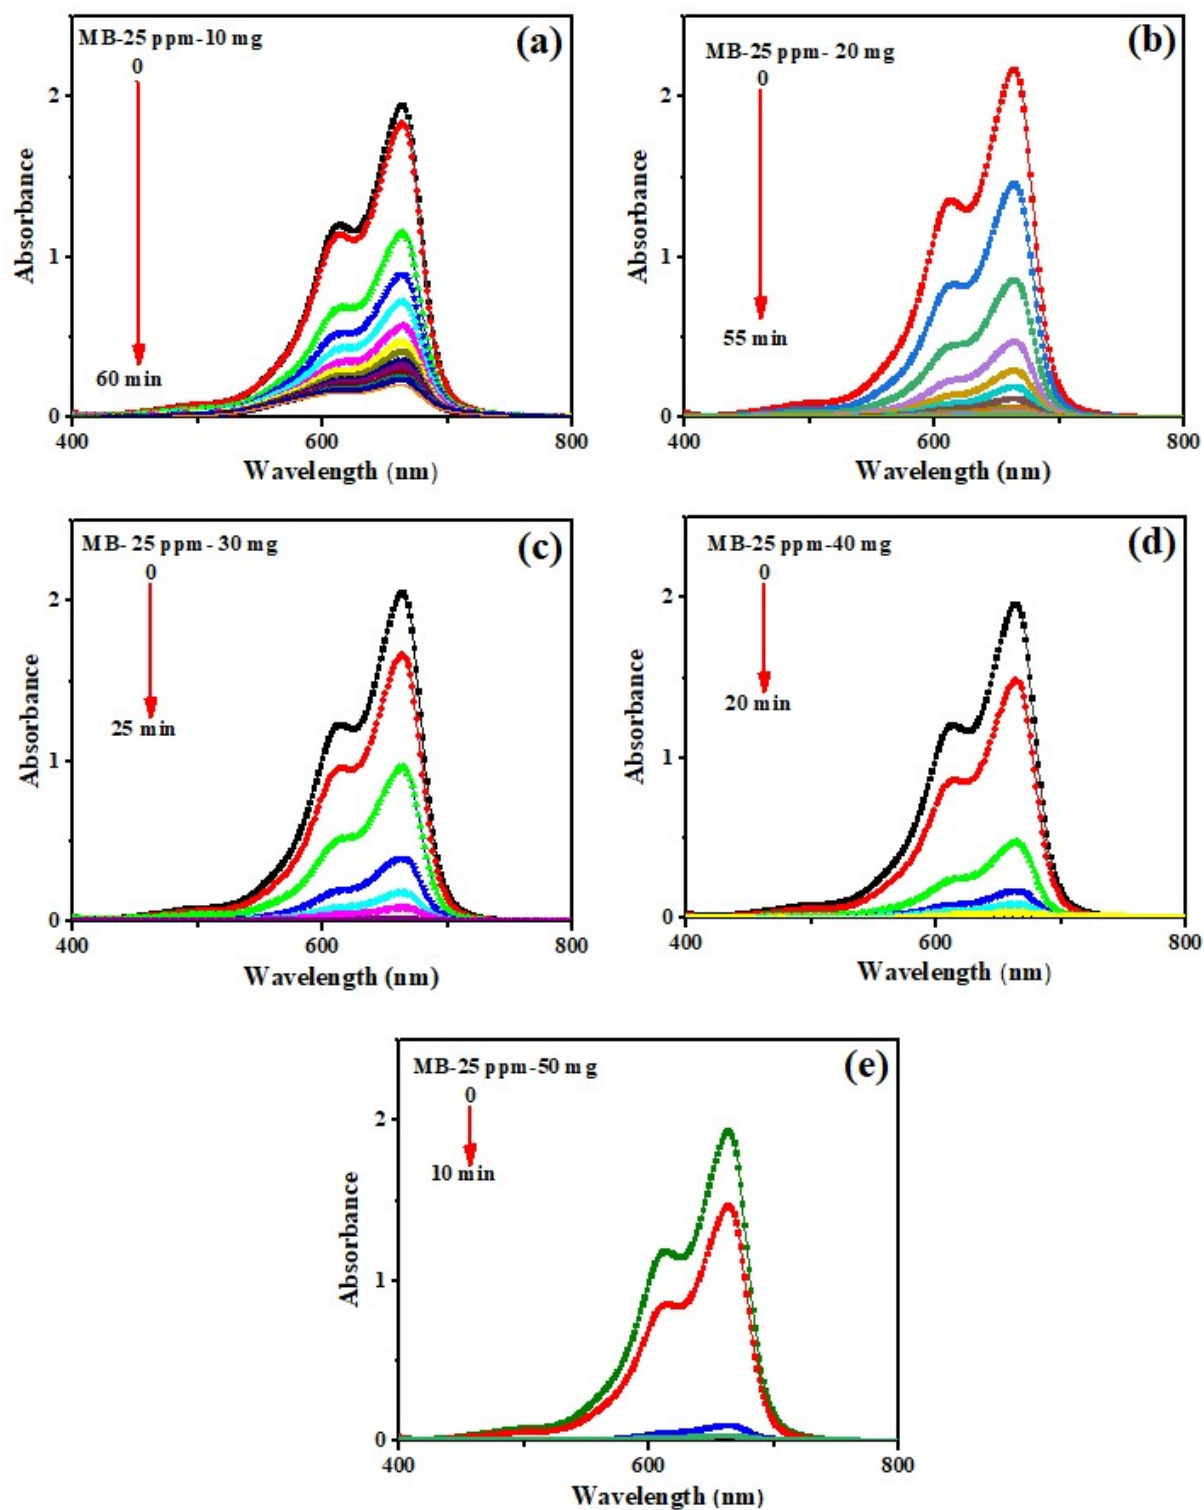 MB-25 ppm-10 mg
(a)
0
60 min
Absorbance
2
1
0
400
600
800
Wavelength (nm)
MB-25 ppm- 20 mg
(b)
0
55 min
Absorbance
2
1
0
400
600
800
Wavelength (nm)
MB- 25 ppm- 30 mg
(c)
0
25 min
Absorbance
2
1
0
400
600
800
Wavelength (nm)
MB-25 ppm-40 mg
(d)
0
20 min
Absorbance
2
1
0
400
600
800
Wavelength (nm)
MB-25 ppm-50 mg
(e)
0
10 min
Absorbance
2
1
0
400
600
800
Wavelength (nm)